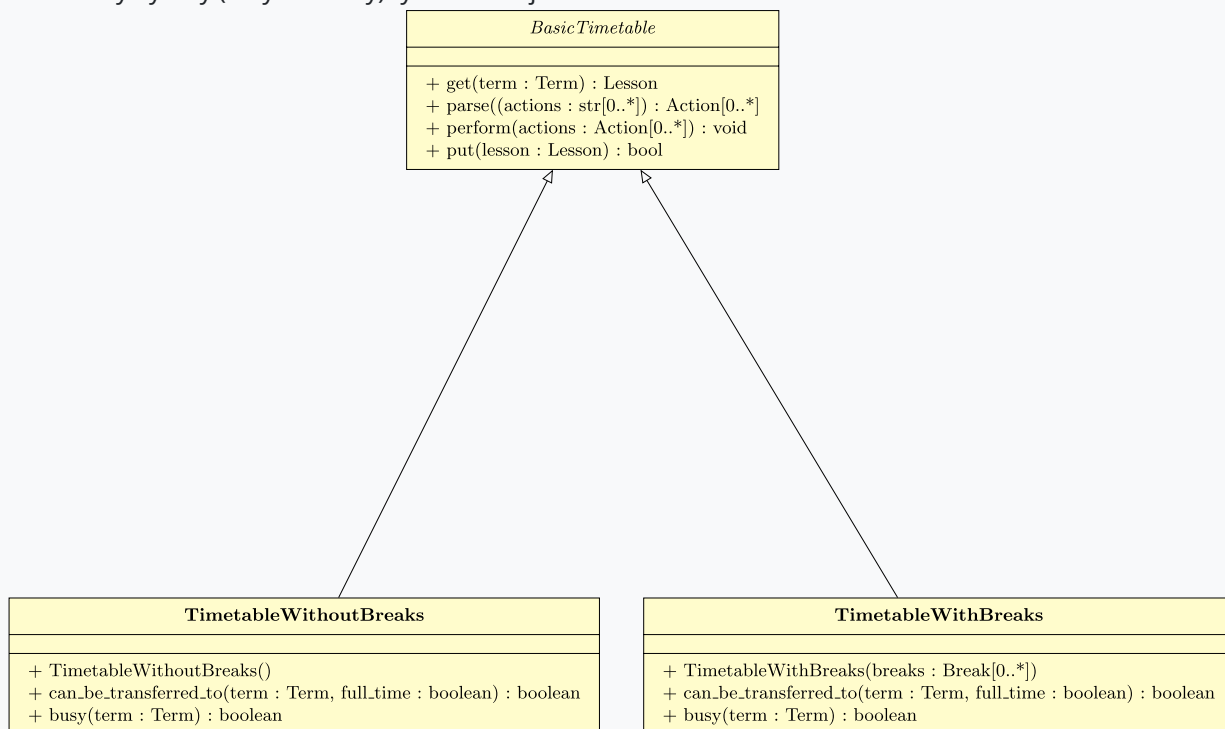 BasicTimetable
+ get(term : Term) : Lesson
+ parse((actions : str[0..*]) : Action[0..*]
+ perform(actions : Action[0..*]) : void
+ put(lesson : Lesson) : bool
TimetableWithoutBreaks
+ TimetableWithoutBreaks()
+ can_be_transferred_to(term : Term, full_time : boolean) : boolean
+ busy(term : Term) : boolean
TimetableWithBreaks
+ TimetableWithBreaks(breaks : Break[0..*])
+ can_be_transferred_to(term : Term, full_time : boolean) : boolean
+ busy(term : Term) : boolean